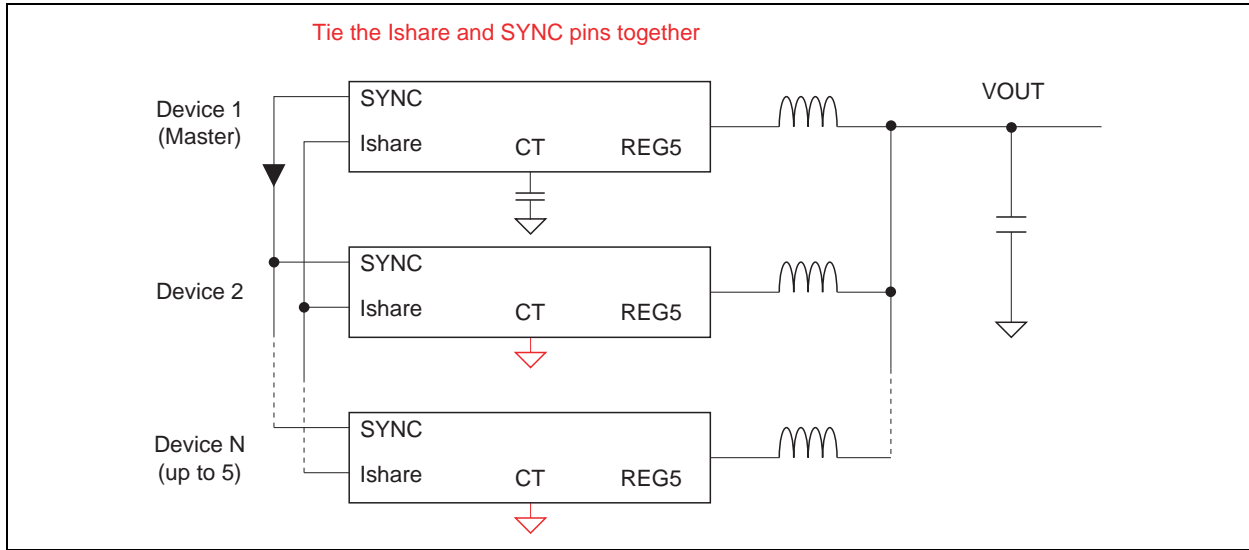 Tie the Ishare and SYNC pins together
Device 1
(Master)
SYNC
Ishare
CT
REG5
VOUT
Device 2
SYNC
Ishare
CT
REG5
Device N
(up to 5)
SYNC
Ishare
CT
REG5